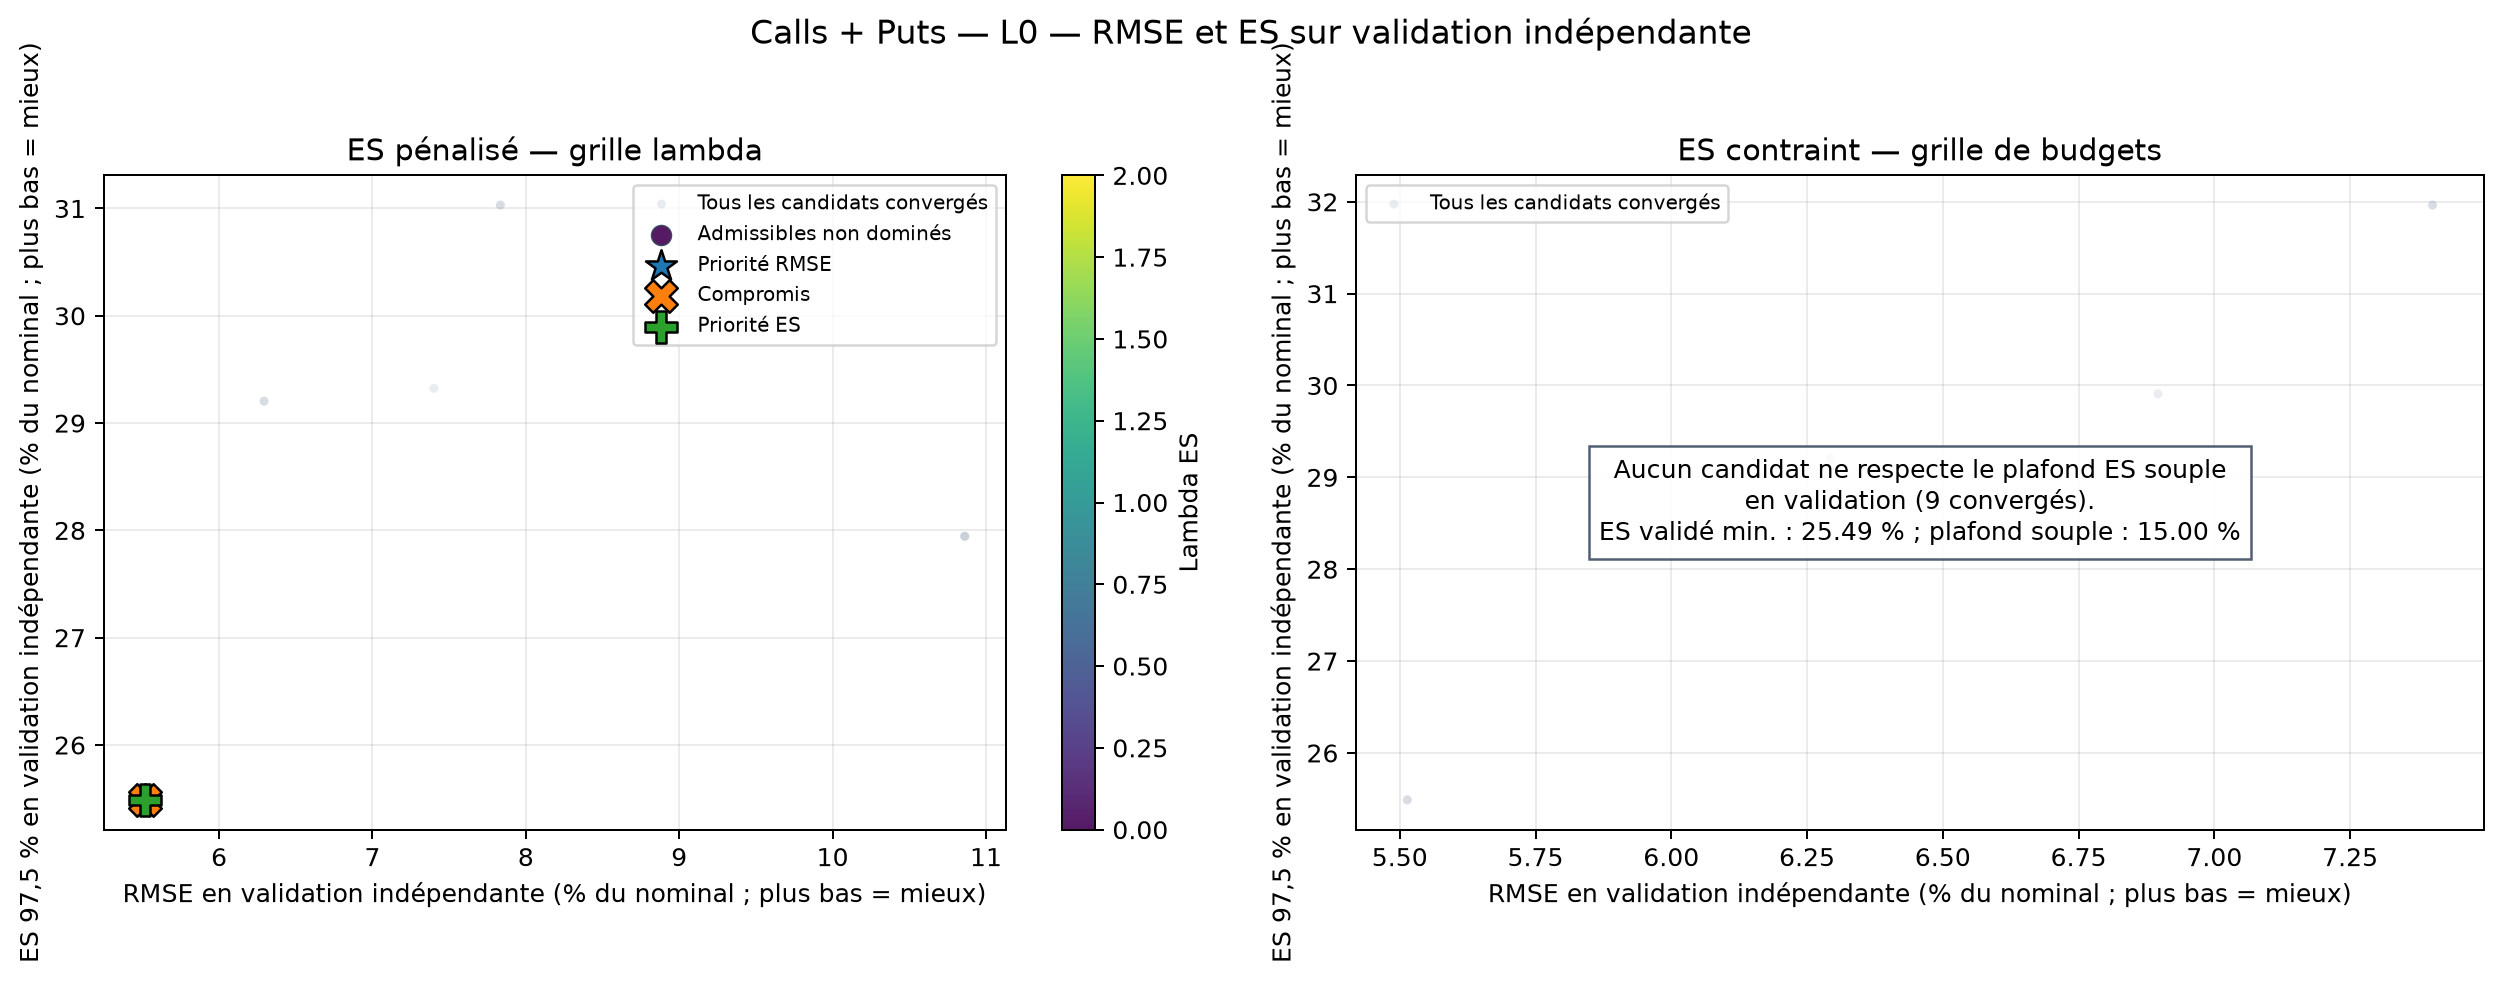 Calls + Puts — L0 — RMSE et ES sur validation indépendante
ES pénalisé — grille lambda
ES 97,5 % en validation indépendante (% du nominal ; plus bas = mieux)
31
30
29
28
27
26
Tous les candidats convergés
Admissibles non dominés
Priorité RMSE
Compromis
Priorité ES
6
7
8
9
10
11
RMSE en validation indépendante (% du nominal ; plus bas = mieux)
2.00
1.75
1.50
1.25
1.00
0.75
0.50
0.25
0.00
Lambda ES
ES contraint — grille de budgets
ES 97,5 % en validation indépendante (% du nominal ; plus bas = mieux)
32
31
30
29
28
27
26
Tous les candidats convergés
Aucun candidat ne respecte le plafond ES souple
en validation (9 convergés).
ES validé min. : 25.49 % ; plafond souple : 15.00 %
5.50
5.75
6.00
6.25
6.50
6.75
7.00
7.25
RMSE en validation indépendante (% du nominal ; plus bas = mieux)